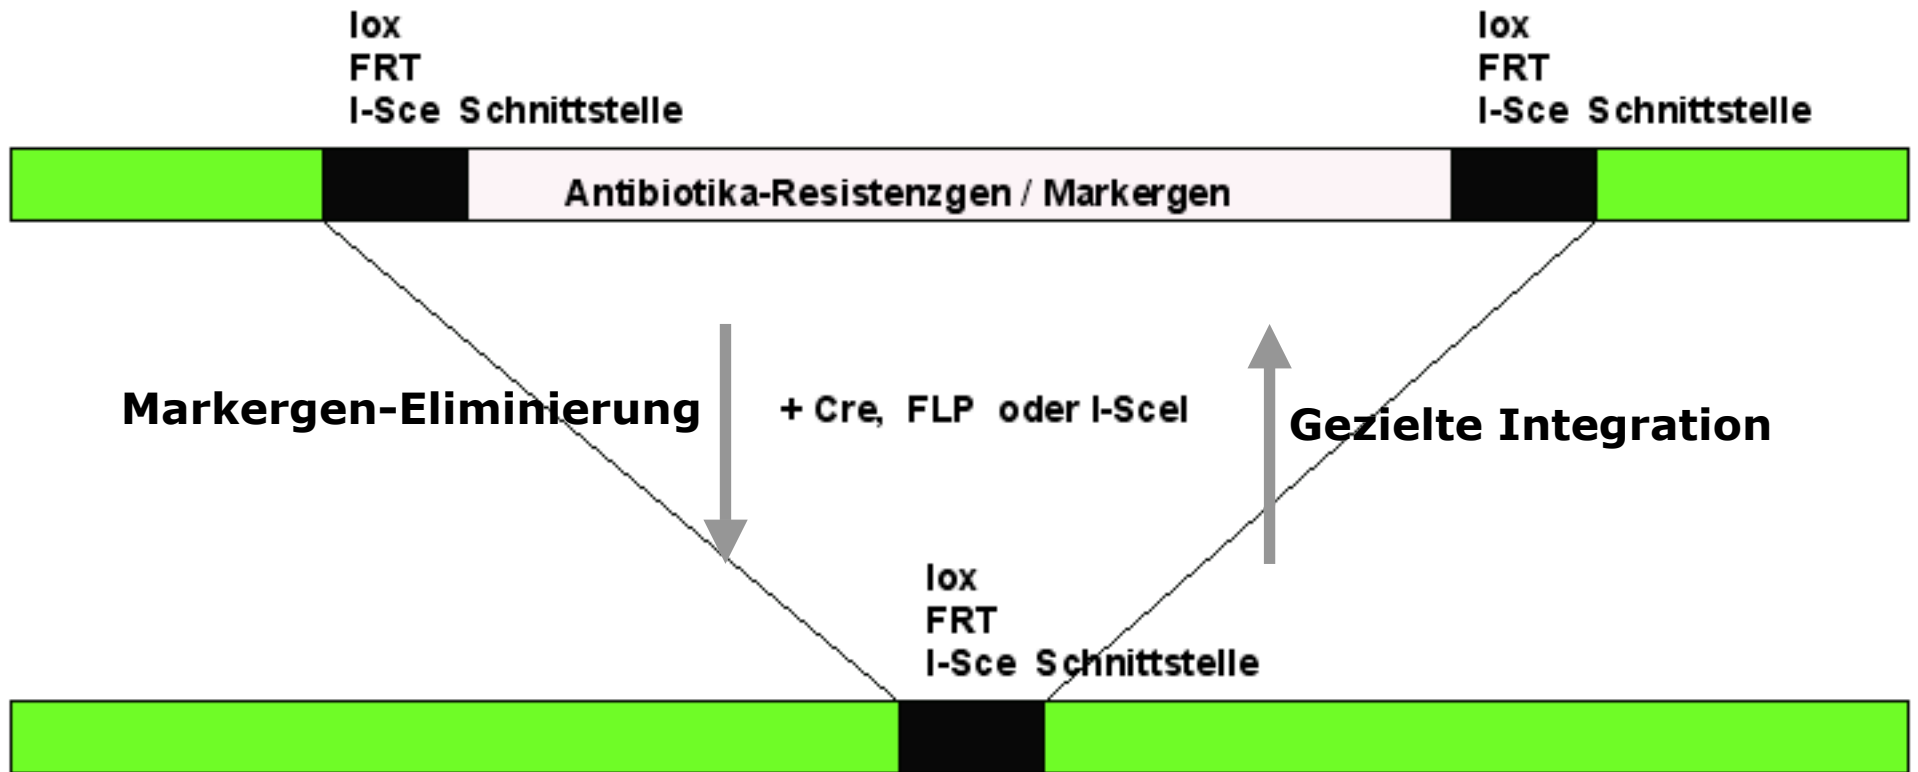 lox
FRT
I-Sce Schnittstelle
lox
FRT
I-Sce Schnittstelle
Antibiotika-Resistenzgen / Markergen
Markergen-Eliminierung
+ Cre, FLP oder I-SceI
Gezielte Integration
lox
FRT
I-Sce Schnittstelle